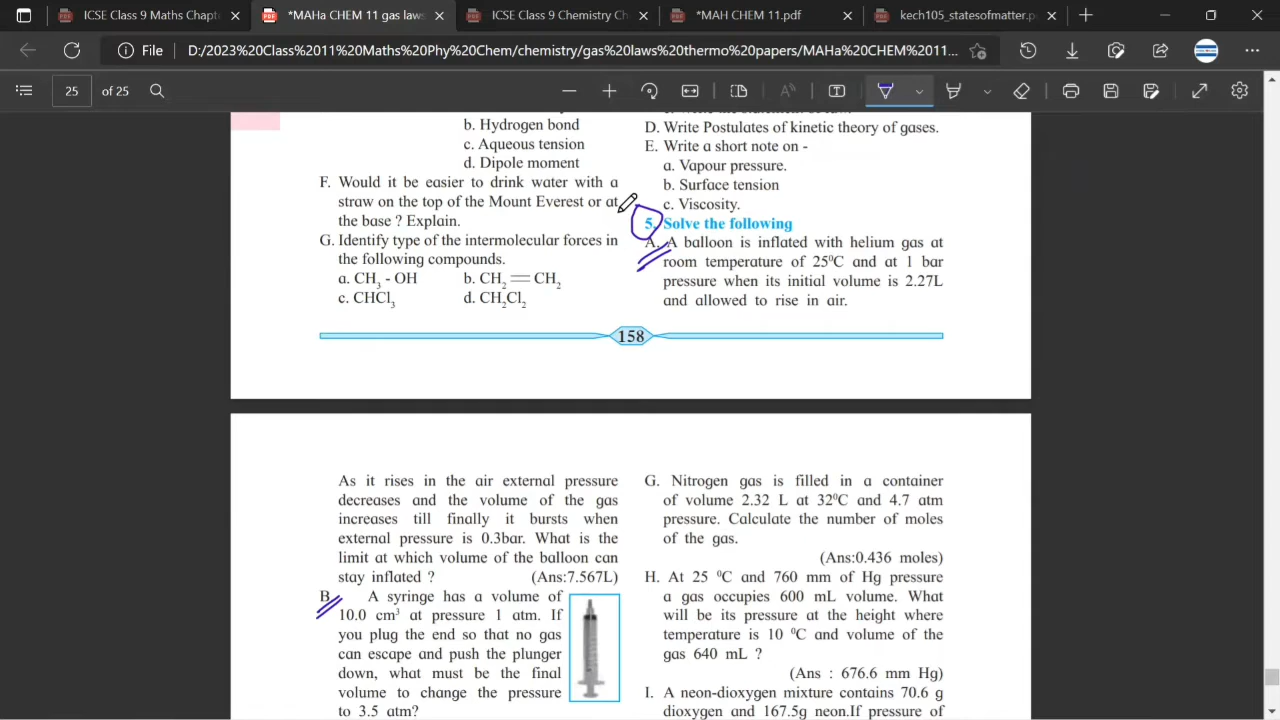 ICSE Class 9 Maths Chapte
*MAHa CHEM 11 gas laws
ICSE Class 9 Chemistry Ch
*MAH CHEM 11.pdf
kech105_statesofmatter.p
File
D:/2023%20Class%2011%20Maths%20Phy%20Chem/chemistry/gas%20laws%20thermo%20papers/MAHa%20CHEM%2011...
25 of 25
b. Hydrogen bond
c. Aqueous tension
d. Dipole moment
F. Would it be easier to drink water with a
straw on the top of the Mount Everest or at
the base ? Explain.
G. Identify type of the intermolecular forces in
the following compounds.
a. CH3 - OH b. CH2 = CH2
c. CHCl3 d. CH2Cl2
D. Write Postulates of kinetic theory of gases.
E. Write a short note on -
a. Vapour pressure.
b. Surface tension
c. Viscosity.
5. Solve the following
A. A balloon is inflated with helium gas at
room temperature of 25⁰C and at 1 bar
pressure when its initial volume is 2.27L
and allowed to rise in air.
158
As it rises in the air external pressure
decreases and the volume of the gas
increases till finally it bursts when
external pressure is 0.3bar. What is the
limit at which volume of the balloon can
stay inflated ? (Ans:7.567L)
B. A syringe has a volume of
10.0 cm³ at pressure 1 atm. If
you plug the end so that no gas
can escape and push the plunger
down, what must be the final
volume to change the pressure
to 3.5 atm?
G. Nitrogen gas is filled in a container
of volume 2.32 L at 32⁰C and 4.7 atm
pressure. Calculate the number of moles
of the gas.
(Ans:0.436 moles)
H. At 25 ⁰C and 760 mm of Hg pressure
a gas occupies 600 mL volume. What
will be its pressure at the height where
temperature is 10 ⁰C and volume of the
gas 640 mL ?
(Ans : 676.6 mm Hg)
I. A neon-dioxygen mixture contains 70.6 g
dioxygen and 167.5g neon.If pressure of